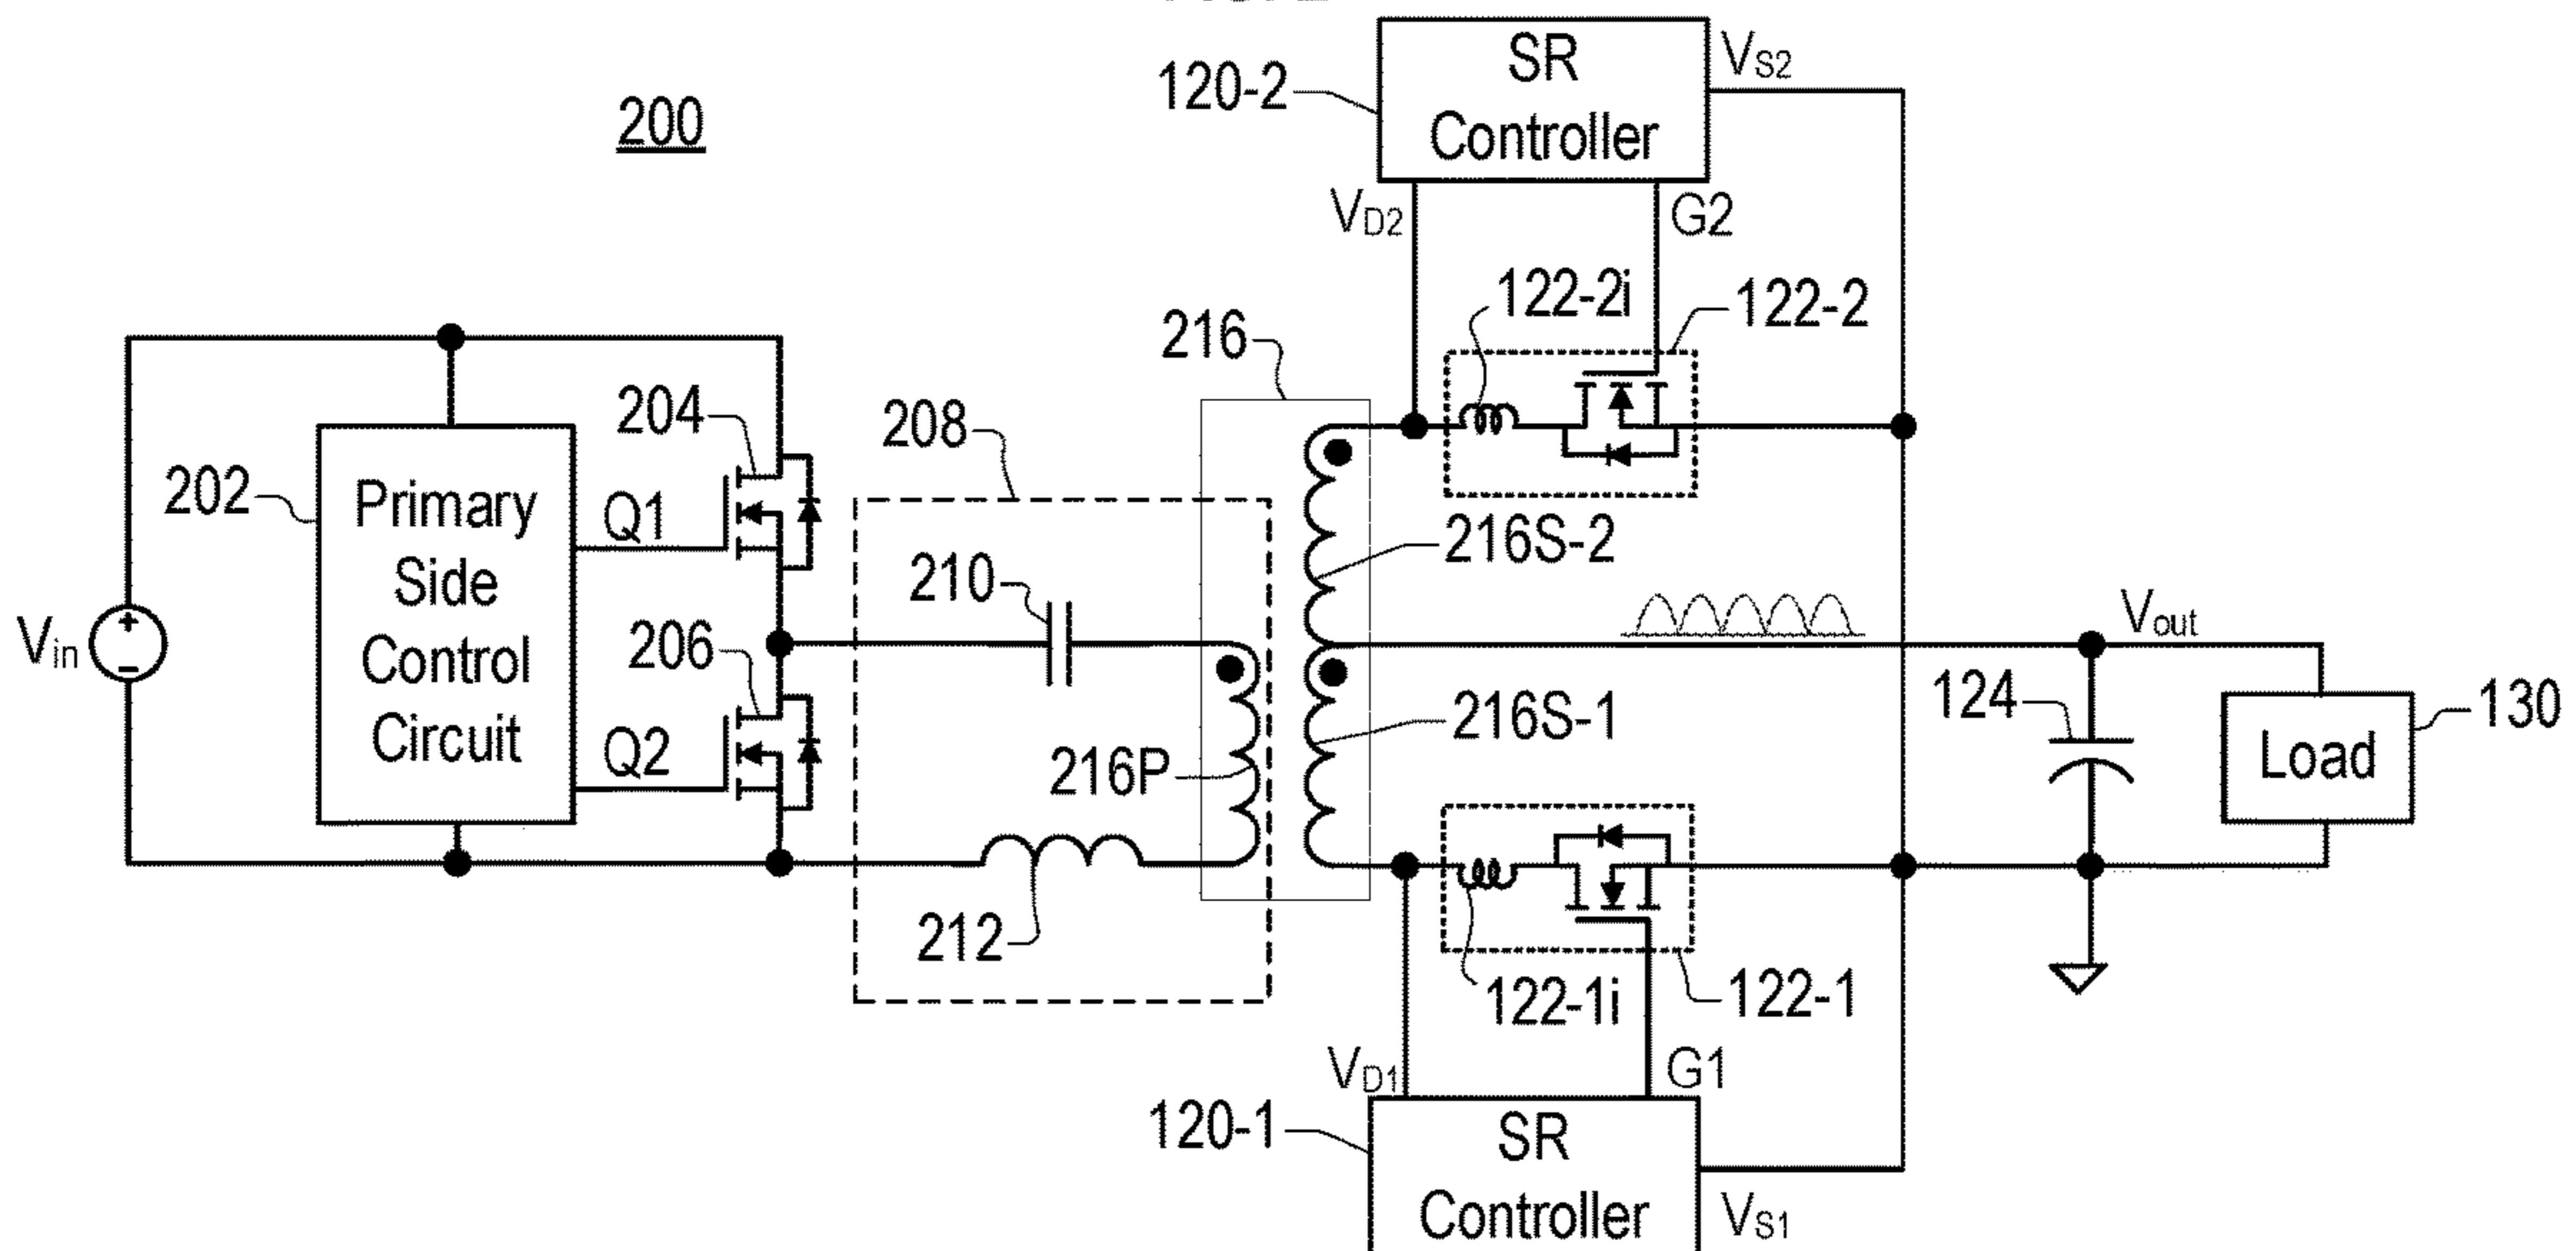 200
120-2
SR
Controller
VS2
VD2
G2
122-2i
122-2
216
204
208
202
Primary
Side
Control
Circuit
Q1
210
216S-2
Vin
206
Vout
Q2
216P
216S-1
124
Load
130
212
122-1i
122-1
VD1
G1
120-1
SR
Controller
VS1